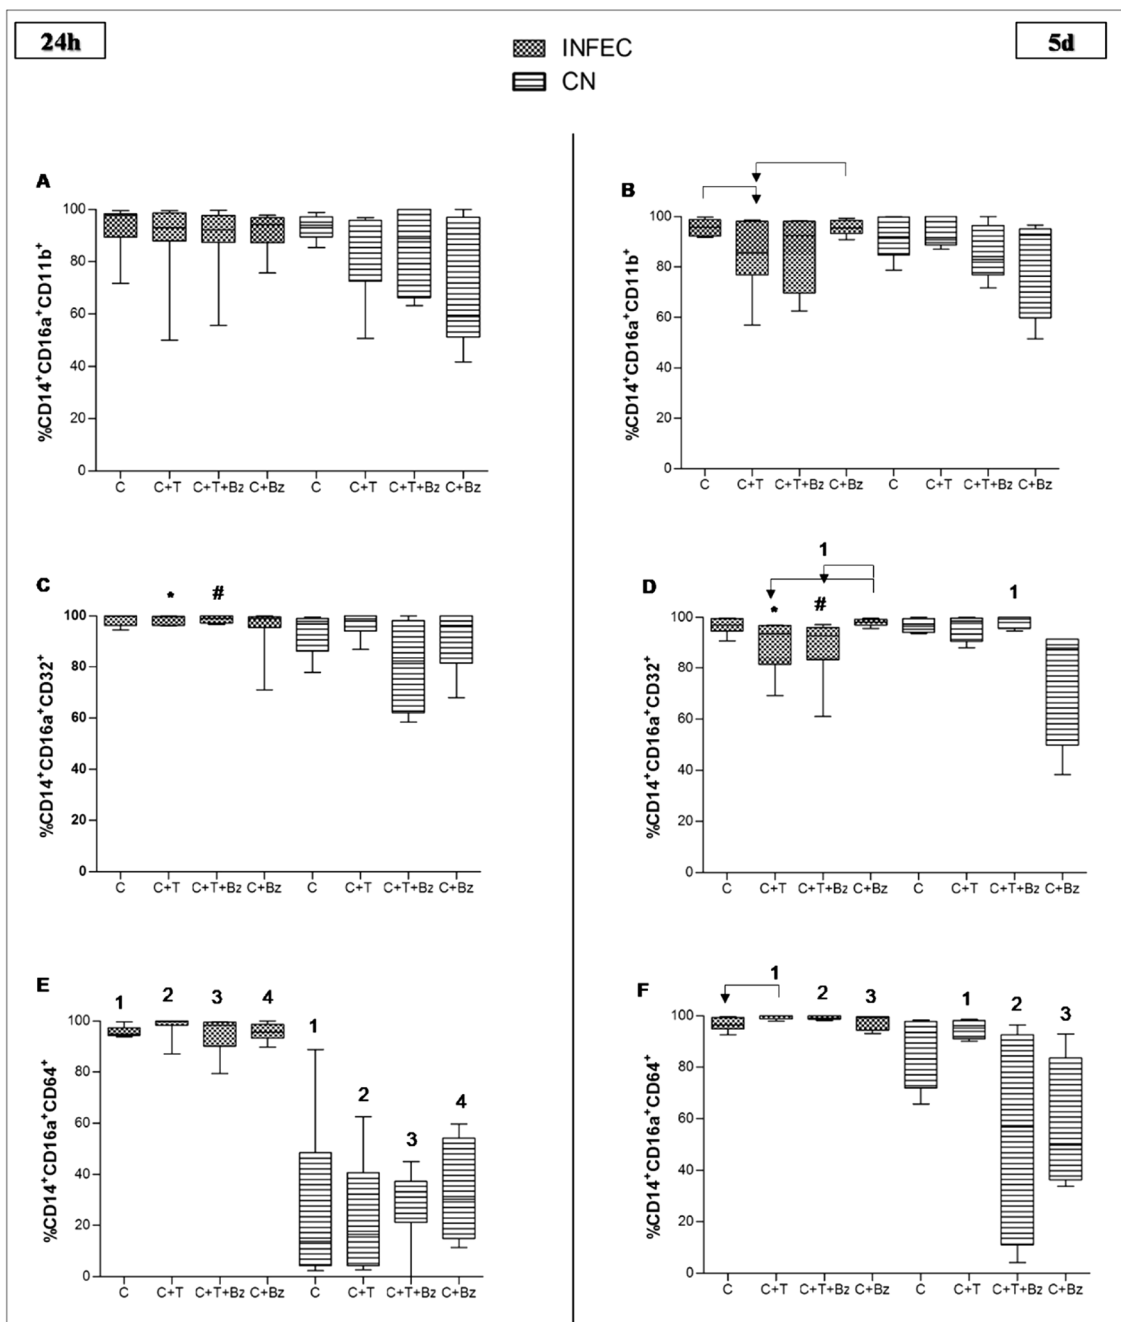 24h
INFEC
CN
5d
A
%CD14+CD16a+CD11b+
100
80
60
40
20
0
C C+T C+T+Bz C+Bz C C+T C+T+Bz C+Bz
B
%CD14+CD16a+CD11b+
100
80
60
40
20
0
C C+T C+T+Bz C+Bz C C+T C+T+Bz C+Bz
C
* #
%CD14+CD16a+CD32+
100
80
60
40
20
0
C C+T C+T+Bz C+Bz C C+T C+T+Bz C+Bz
D
1
* # 1
%CD14+CD16a+CD32+
100
80
60
40
20
0
C C+T C+T+Bz C+Bz C C+T C+T+Bz C+Bz
E
1 2 3 4 1 2 3 4
%CD14+CD16a+CD64+
100
80
60
40
20
0
C C+T C+T+Bz C+Bz C C+T C+T+Bz C+Bz
F
1 2 3 1 2 3
%CD14+CD16a+CD64+
100
80
60
40
20
0
C C+T C+T+Bz C+Bz C C+T C+T+Bz C+Bz